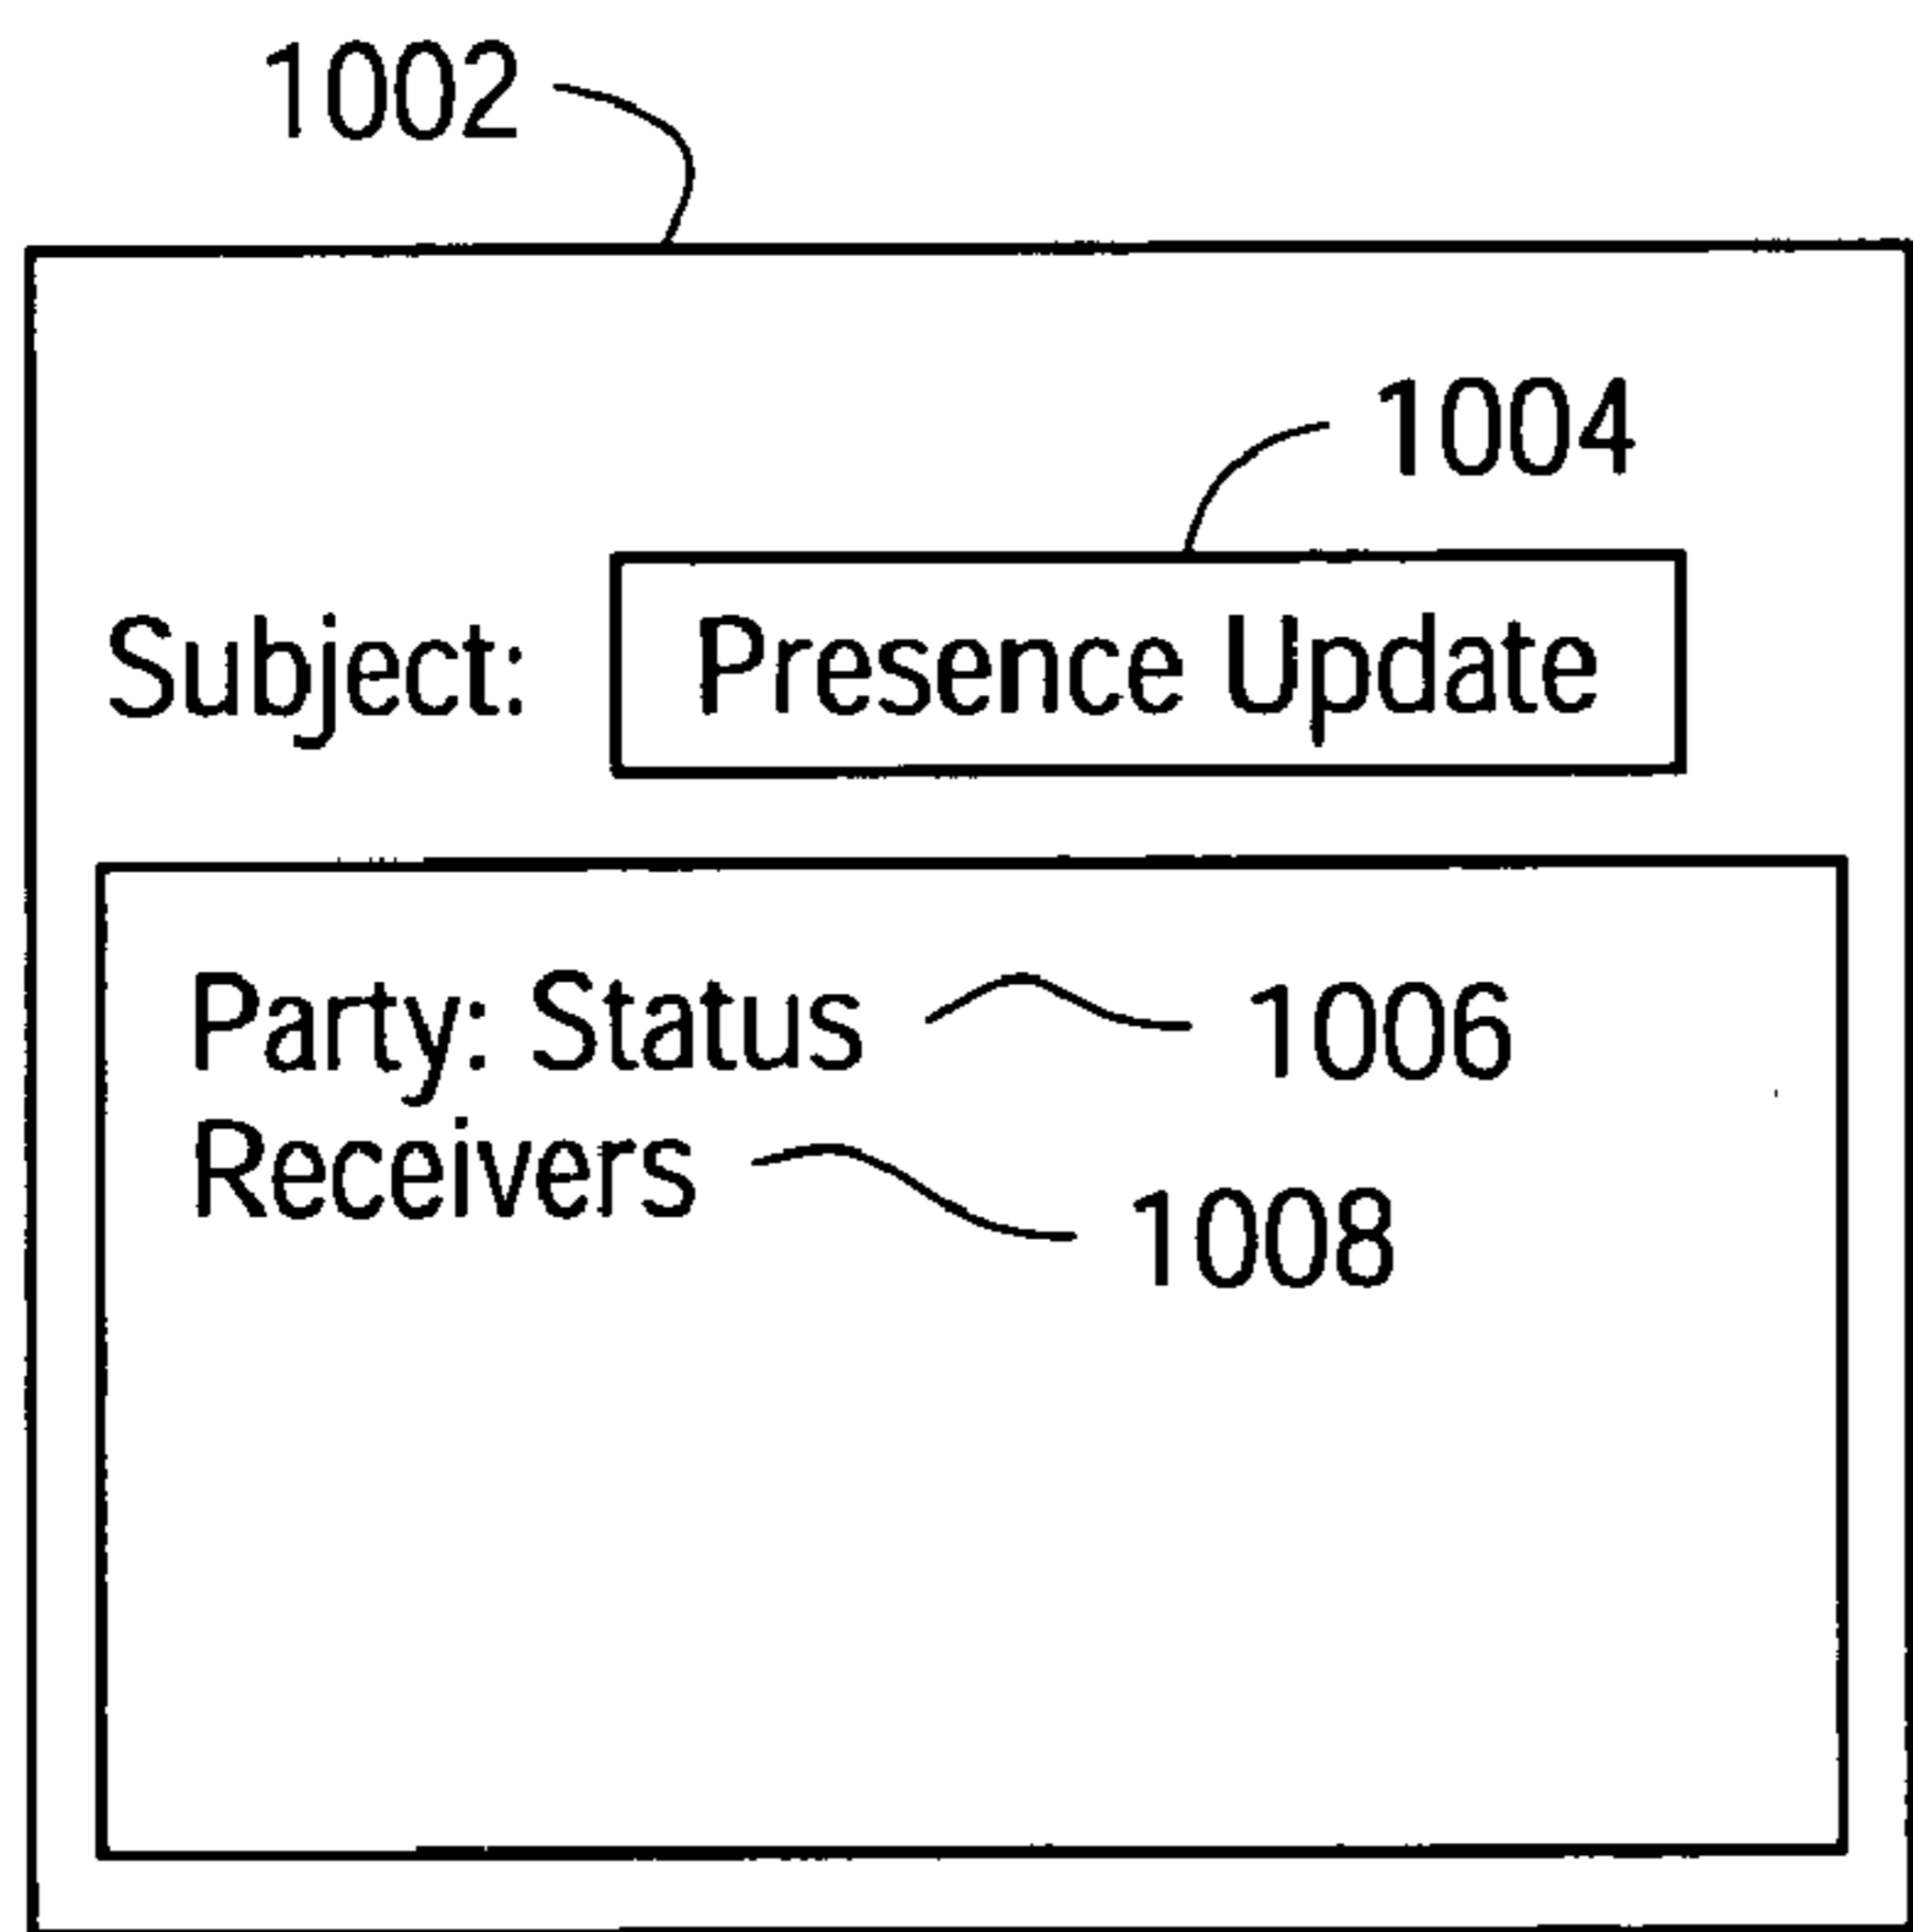 1002
1004
Subject: Presence Update
Party: Status 1006
Receivers 1008